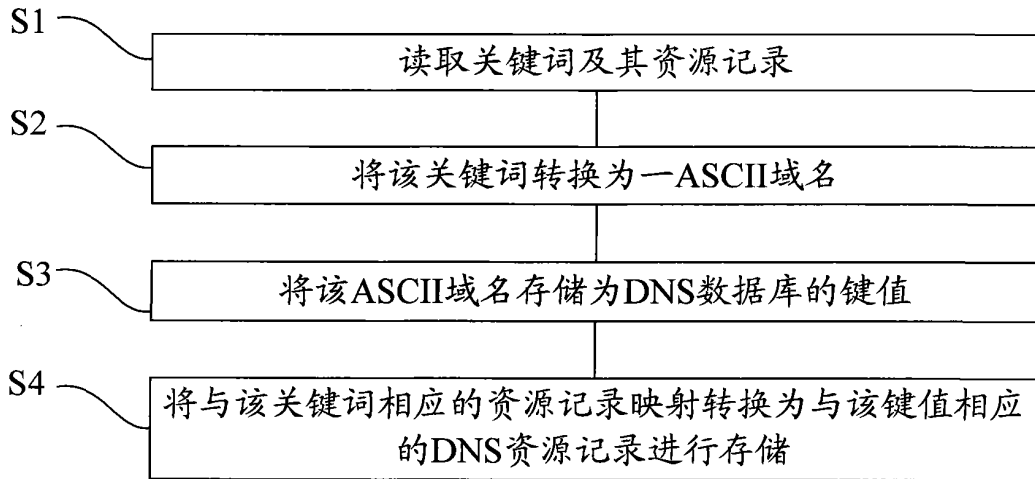 S1
读取关键词及其资源记录
S2
将该关键词转换为一ASCII域名
S3
将该ASCII域名存储为DNS数据库的键值
S4
将与该关键词相应的资源记录映射转换为与该键值相应
的DNS资源记录进行存储